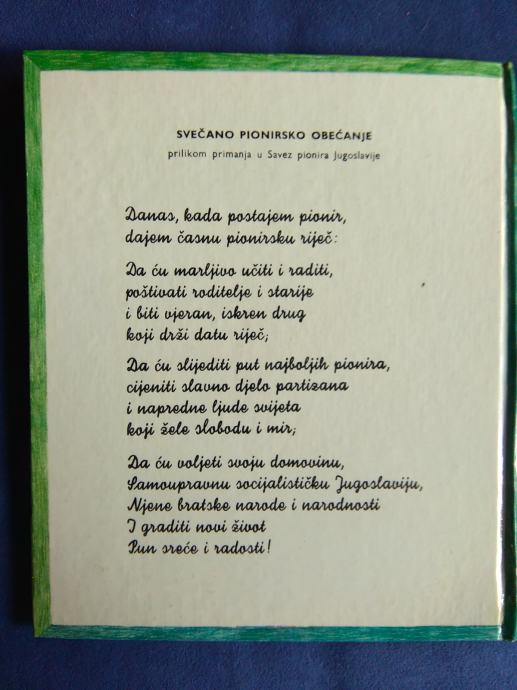 SVEČANO PIONIRSKO OBEĆANJE
prilikom primanja u Savez pionira Jugoslavije
Danas, kada postajem pionir,
dajem časnu pionirsku riječ:
Da ću marljivo učiti i raditi,
poštivati roditelje i starije
i biti vjeran, iskren drug
koji drži datu riječ;
Da ću slijediti put najboljih pionira,
cijeniti slavno djelo partizana
i napredne ljude svijeta
koji žele slobodu i mir;
Da ću voljeti svoju domovinu,
Samoupravnu socijalističku Jugoslaviju,
Njene bratske narode i narodnosti
I graditi novi život
Pun sreće i radosti!